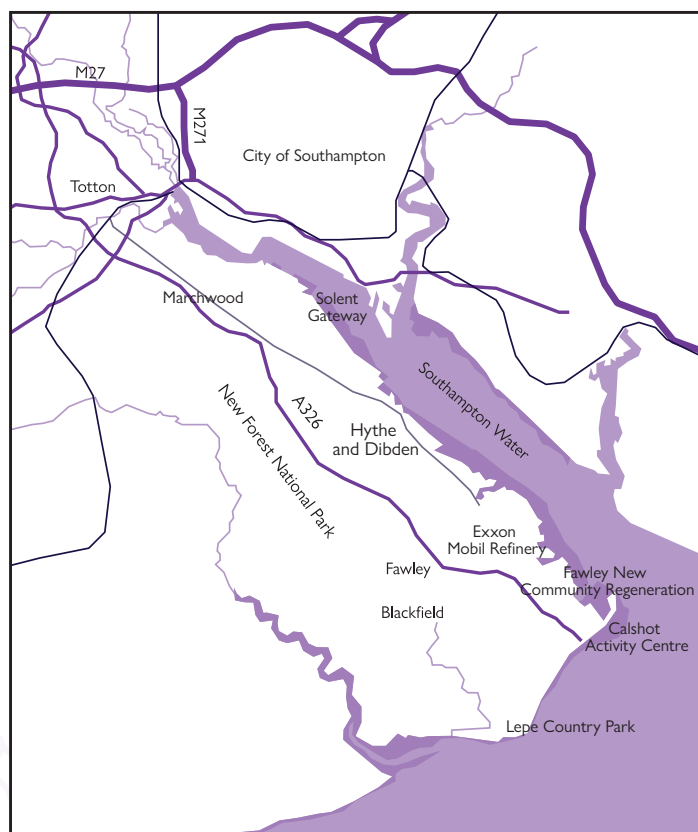 M27
M271
City of Southampton
Totton
Marchwood
Solent
Gateway
Southampton Water
A326
New Forest National Park
Hythe
and Dibden
Exxon
Mobil Refinery
Fawley
Fawley New
Community Regeneration
Blackfield
Calshot
Activity Centre
Lepe Country Park